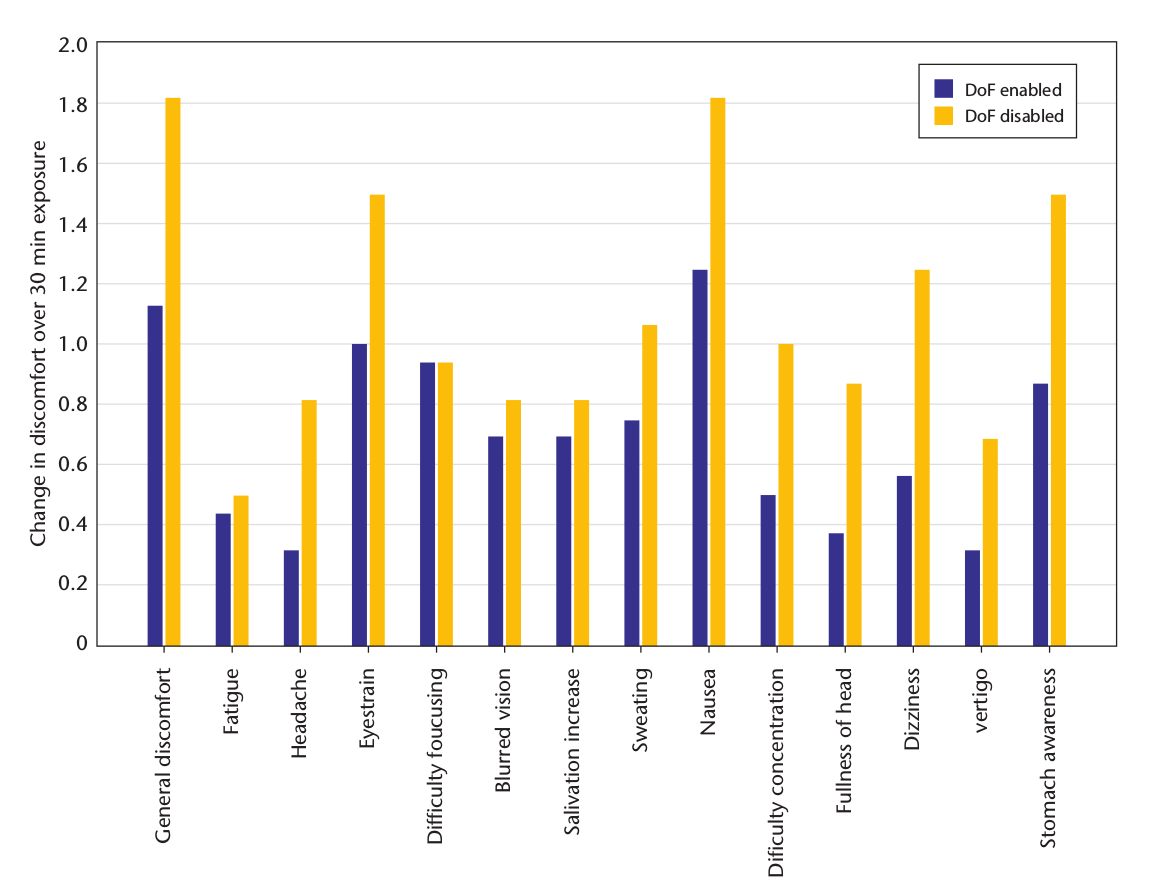 Change in discomfort over 30 min exposure
2.0
1.8
1.6
1.4
1.2
1.0
0.8
0.6
0.4
0.2
0
DoF enabled
DoF disabled
General discomfort
Fatigue
Headache
Eyestrain
Difficulty foucusing
Blurred vision
Salivation increase
Sweating
Nausea
Dificulty concentration
Fullness of head
Dizziness
vertigo
Stomach awareness